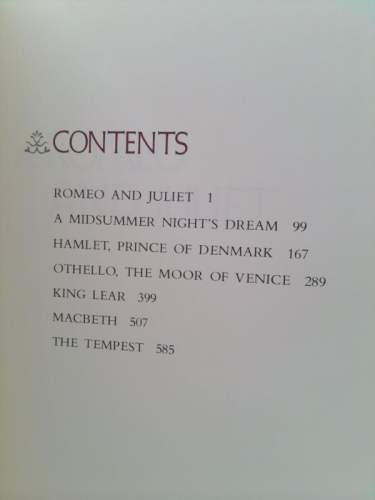 CONTENTS
ROMEO AND JULIET 1
A MIDSUMMER NIGHT'S DREAM 99
HAMLET, PRINCE OF DENMARK 167
OTHELLO, THE MOOR OF VENICE 289
KING LEAR 399
MACBETH 507
THE TEMPEST 585